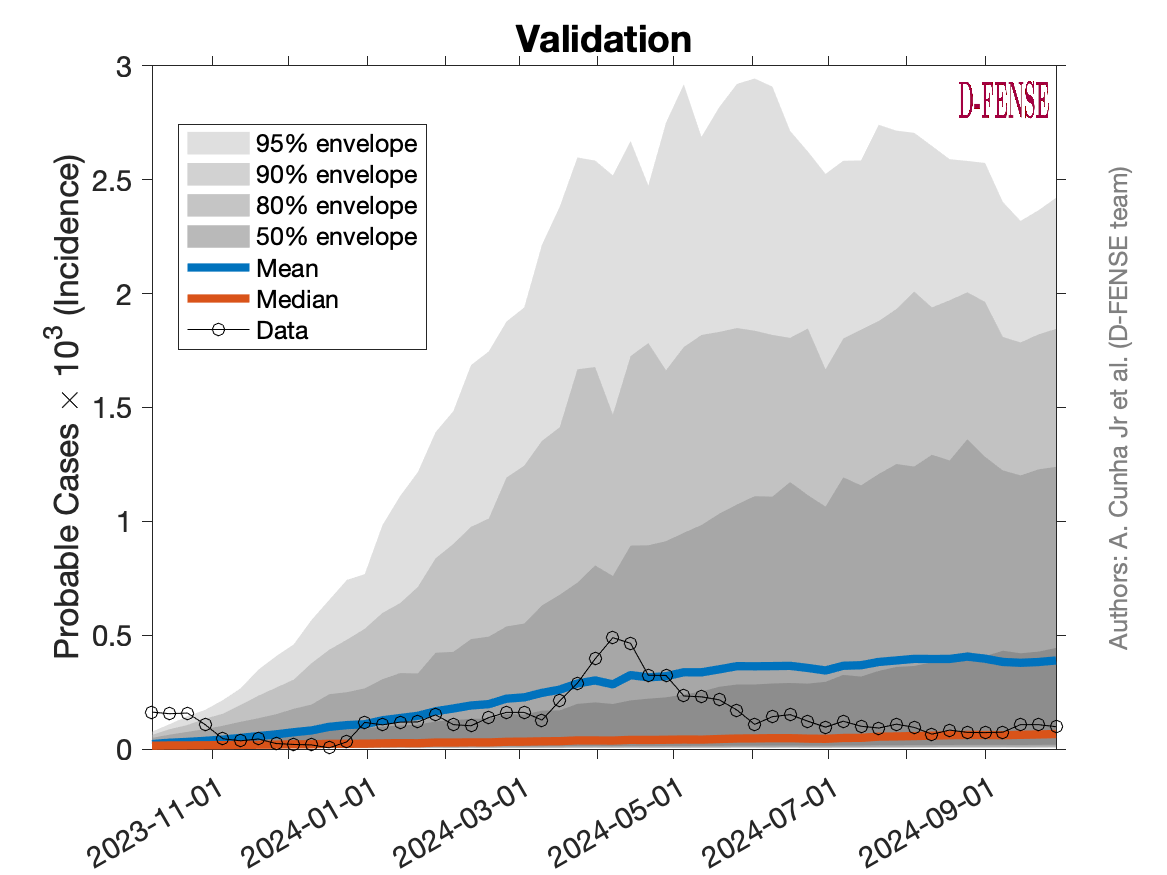 Validation
D-FENSE
3
2.5
2
1.5
1
0.5
0
Probable Cases × 10³ (Incidence)
95% envelope
90% envelope
80% envelope
50% envelope
Mean
Median
Data
2023-11-01
2024-01-01
2024-03-01
2024-05-01
2024-07-01
2024-09-01
Authors: A. Cunha Jr et al. (D-FENSE team)